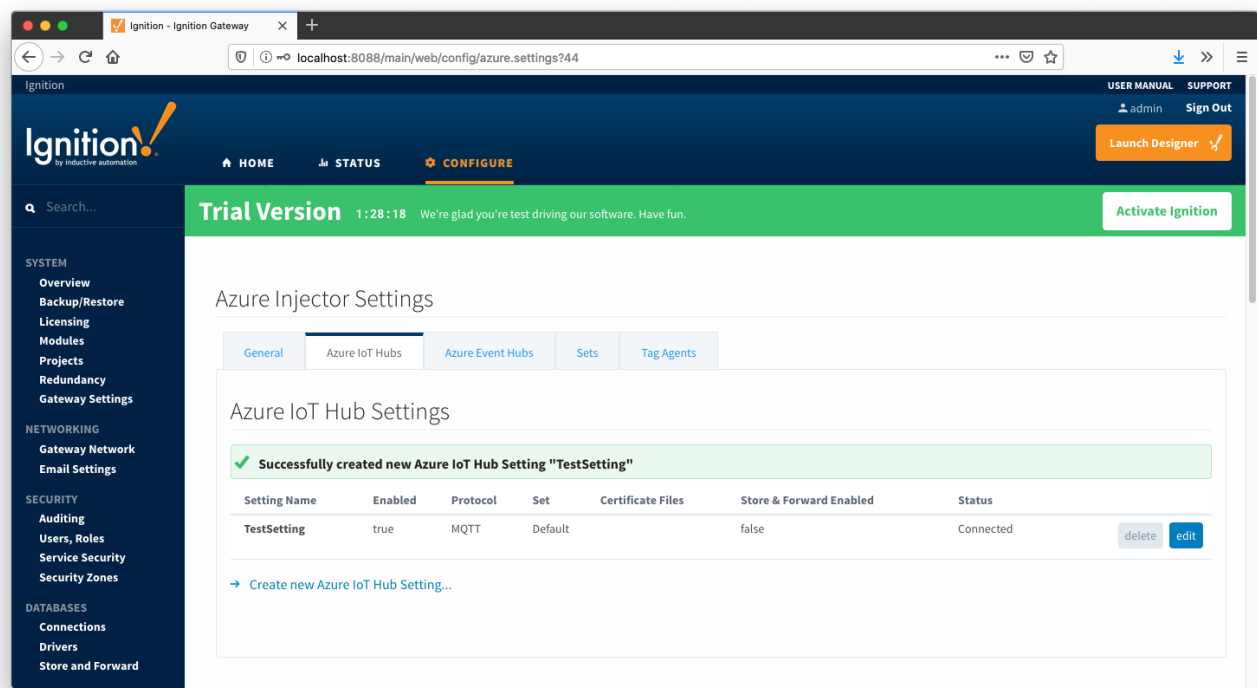 Ignition - Ignition Gateway
localhost:8088/main/web/config/azure.settings?44
Ignition
USER MANUAL SUPPORT
admin Sign Out
Ignition!
by inductive automation
Launch Designer
HOME STATUS CONFIGURE
Search...
Trial Version 1:28:18 We're glad you're test driving our software. Have fun.
Activate Ignition
SYSTEM
Overview
Backup/Restore
Licensing
Modules
Projects
Redundancy
Gateway Settings
NETWORKING
Gateway Network
Email Settings
SECURITY
Auditing
Users, Roles
Service Security
Security Zones
DATABASES
Connections
Drivers
Store and Forward
Azure Injector Settings
General Azure IoT Hubs Azure Event Hubs Sets Tag Agents
Azure IoT Hub Settings
Successfully created new Azure IoT Hub Setting "TestSetting"
Setting Name Enabled Protocol Set Certificate Files Store & Forward Enabled Status
TestSetting true MQTT Default false Connected
delete edit
Create new Azure IoT Hub Setting...